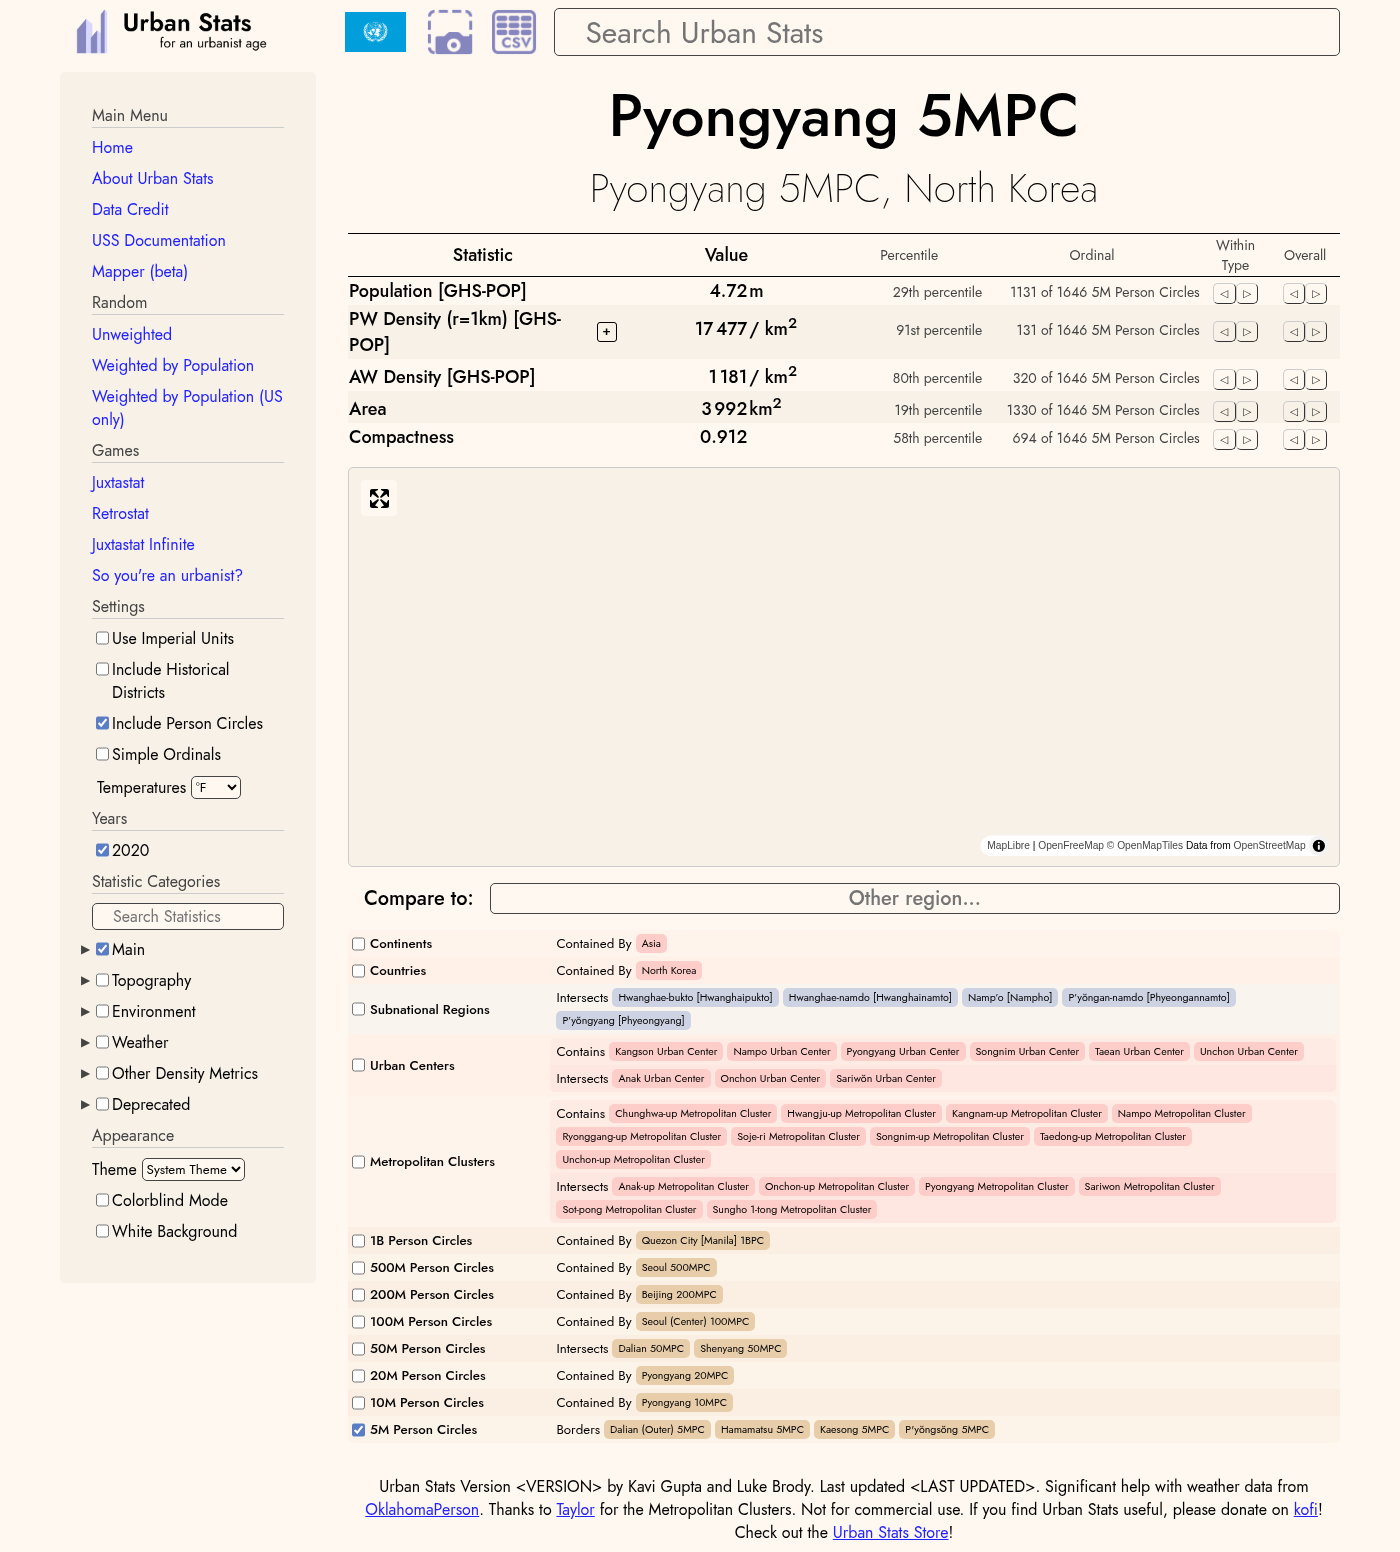 Urban Stats
for an urbanist age
CSV
Search Urban Stats
Main Menu
Home
About Urban Stats
Data Credit
USS Documentation
Mapper (beta)
Random
Unweighted
Weighted by Population
Weighted by Population (US
only)
Games
Juxtastat
Retrostat
Juxtastat Infinite
So you're an urbanist?
Settings
Use Imperial Units
Include Historical
Districts
Include Person Circles
Simple Ordinals
Temperatures °F
Years
2020
Statistic Categories
Search Statistics
Main
Topography
Environment
Weather
Other Density Metrics
Deprecated
Appearance
Theme System Theme
Colorblind Mode
White Background
Pyongyang 5MPC
Pyongyang 5MPC, North Korea
Statistic Value Percentile Ordinal Within Type Overall
Population [GHS-POP] 4.72 m 29th percentile 1131 of 1646 5M Person Circles
PW Density (r=1km) [GHS-
POP] + 17 477 / km² 91st percentile 131 of 1646 5M Person Circles
AW Density [GHS-POP] 1 181 / km² 80th percentile 320 of 1646 5M Person Circles
Area 3 992 km² 19th percentile 1330 of 1646 5M Person Circles
Compactness 0.912 58th percentile 694 of 1646 5M Person Circles
MapLibre | OpenFreeMap © OpenMapTiles Data from OpenStreetMap
Compare to: Other region...
Continents Contained By Asia
Countries Contained By North Korea
Subnational Regions Intersects Hwanghae-bukto [Hwanghaipukto] Hwanghae-namdo [Hwanghainamto] Namp'o [Nampho] P'yŏngan-namdo [Phyeongannamto]
P'yŏngyang [Phyeongyang]
Urban Centers Contains Kangson Urban Center Nampo Urban Center Pyongyang Urban Center Songnim Urban Center Taean Urban Center Unchon Urban Center
Intersects Anak Urban Center Onchon Urban Center Sariwŏn Urban Center
Metropolitan Clusters Contains Chunghwa-up Metropolitan Cluster Hwangju-up Metropolitan Cluster Kangnam-up Metropolitan Cluster Nampo Metropolitan Cluster
Ryonggang-up Metropolitan Cluster Soje-ri Metropolitan Cluster Songnim-up Metropolitan Cluster Taedong-up Metropolitan Cluster
Unchon-up Metropolitan Cluster
Intersects Anak-up Metropolitan Cluster Onchon-up Metropolitan Cluster Pyongyang Metropolitan Cluster Sariwon Metropolitan Cluster
Sot-pong Metropolitan Cluster Sungho 1-tong Metropolitan Cluster
1B Person Circles Contained By Quezon City [Manila] 1BPC
500M Person Circles Contained By Seoul 500MPC
200M Person Circles Contained By Beijing 200MPC
100M Person Circles Contained By Seoul (Center) 100MPC
50M Person Circles Intersects Dalian 50MPC Shenyang 50MPC
20M Person Circles Contained By Pyongyang 20MPC
10M Person Circles Contained By Pyongyang 10MPC
5M Person Circles Borders Dalian (Outer) 5MPC Hamamatsu 5MPC Kaesong 5MPC P'yŏngsŏng 5MPC
Urban Stats Version <VERSION> by Kavi Gupta and Luke Brody. Last updated <LAST UPDATED>. Significant help with weather data from
OklahomaPerson. Thanks to Taylor for the Metropolitan Clusters. Not for commercial use. If you find Urban Stats useful, please donate on kofi!
Check out the Urban Stats Store!